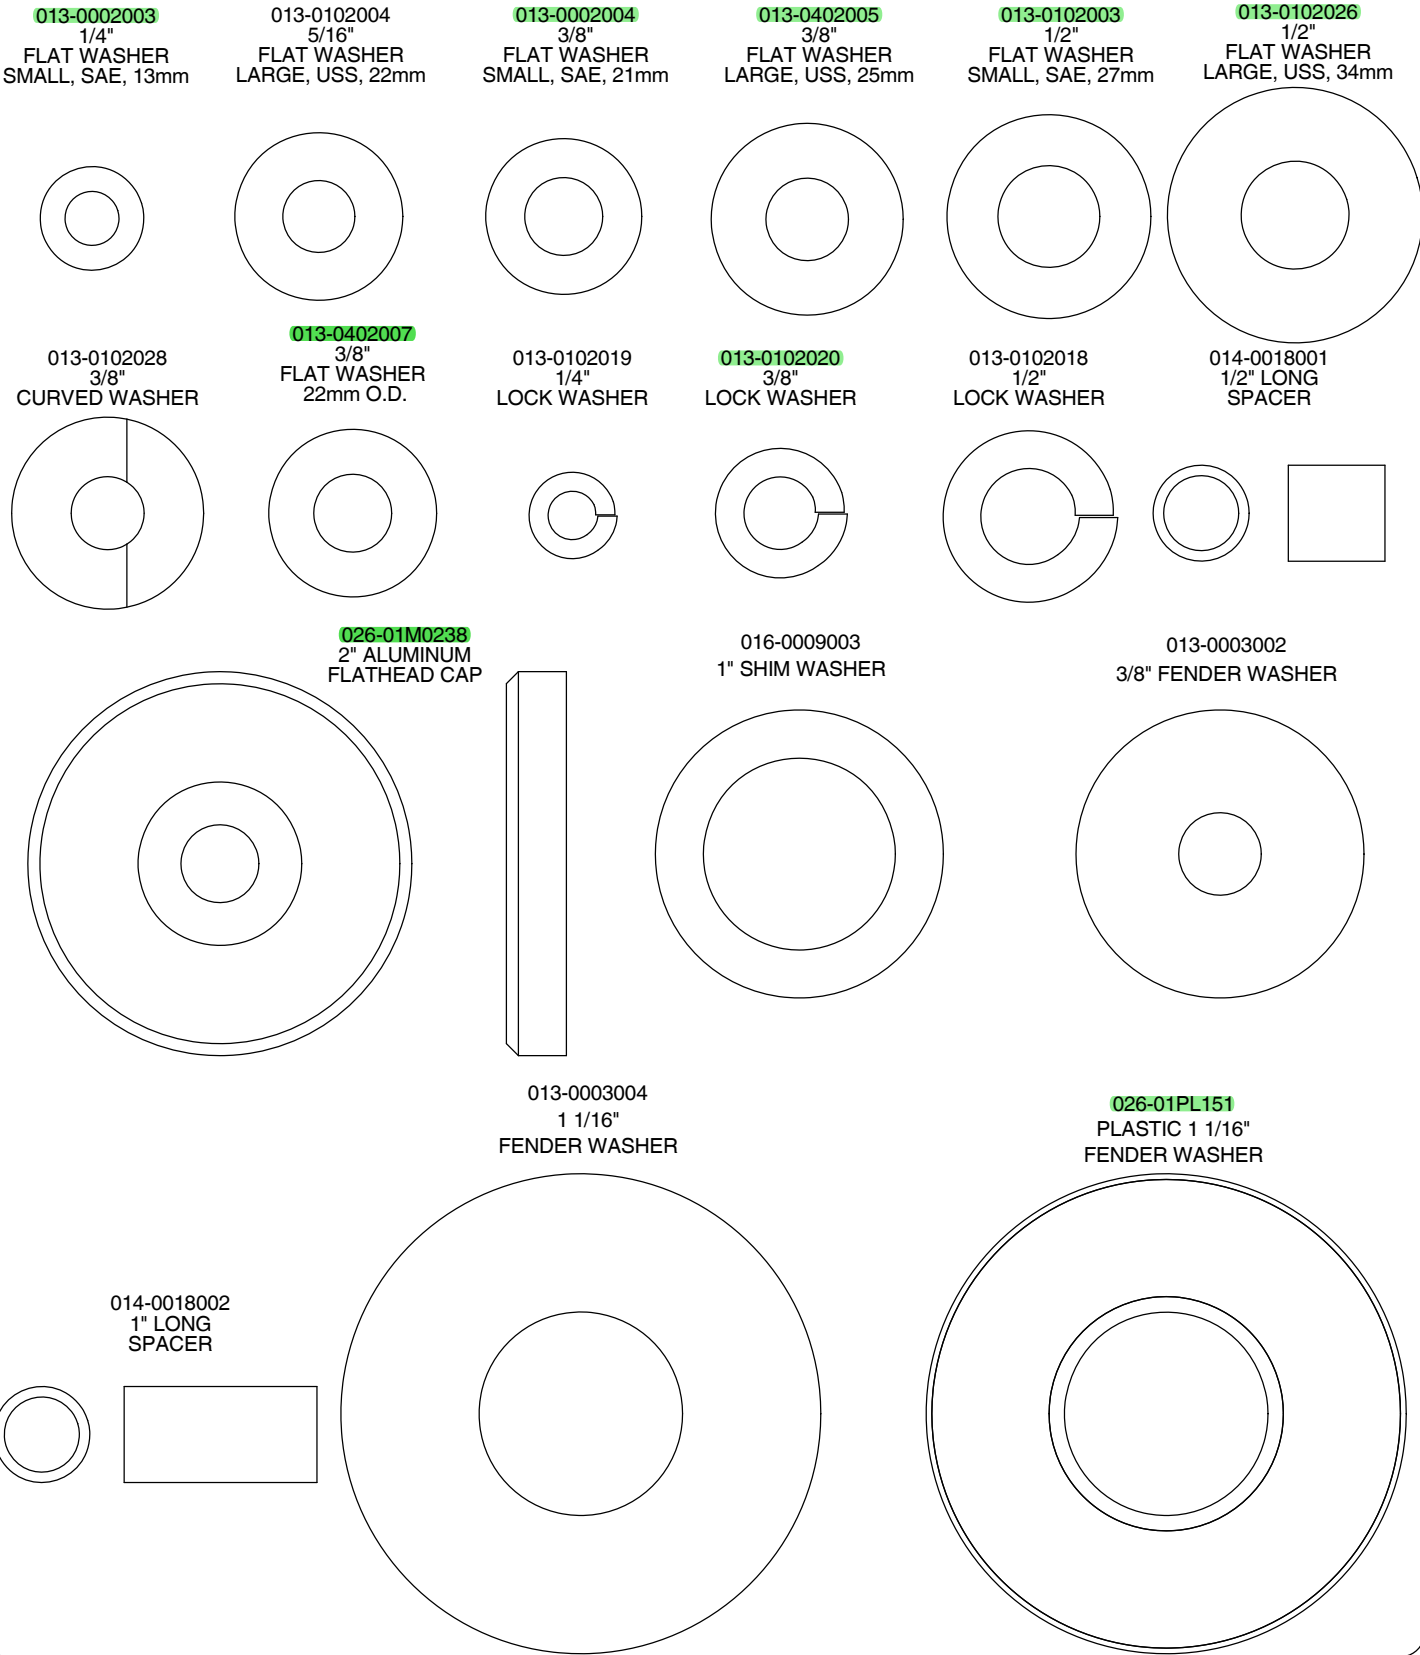 013-0002003
1/4"
FLAT WASHER
SMALL, SAE, 13mm
013-0102004
5/16"
FLAT WASHER
LARGE, USS, 22mm
013-0002004
3/8"
FLAT WASHER
SMALL, SAE, 21mm
013-0402005
3/8"
FLAT WASHER
LARGE, USS, 25mm
013-0102003
1/2"
FLAT WASHER
SMALL, SAE, 27mm
013-0102026
1/2"
FLAT WASHER
LARGE, USS, 34mm
013-0102028
3/8"
CURVED WASHER
013-0402007
3/8"
FLAT WASHER
22mm O.D.
013-0102019
1/4"
LOCK WASHER
013-0102020
3/8"
LOCK WASHER
013-0102018
1/2"
LOCK WASHER
014-0018001
1/2" LONG
SPACER
026-01M0238
2" ALUMINUM
FLATHEAD CAP
016-0009003
1" SHIM WASHER
013-0003002
3/8" FENDER WASHER
013-0003004
1 1/16"
FENDER WASHER
026-01PL151
PLASTIC 1 1/16"
FENDER WASHER
014-0018002
1" LONG
SPACER